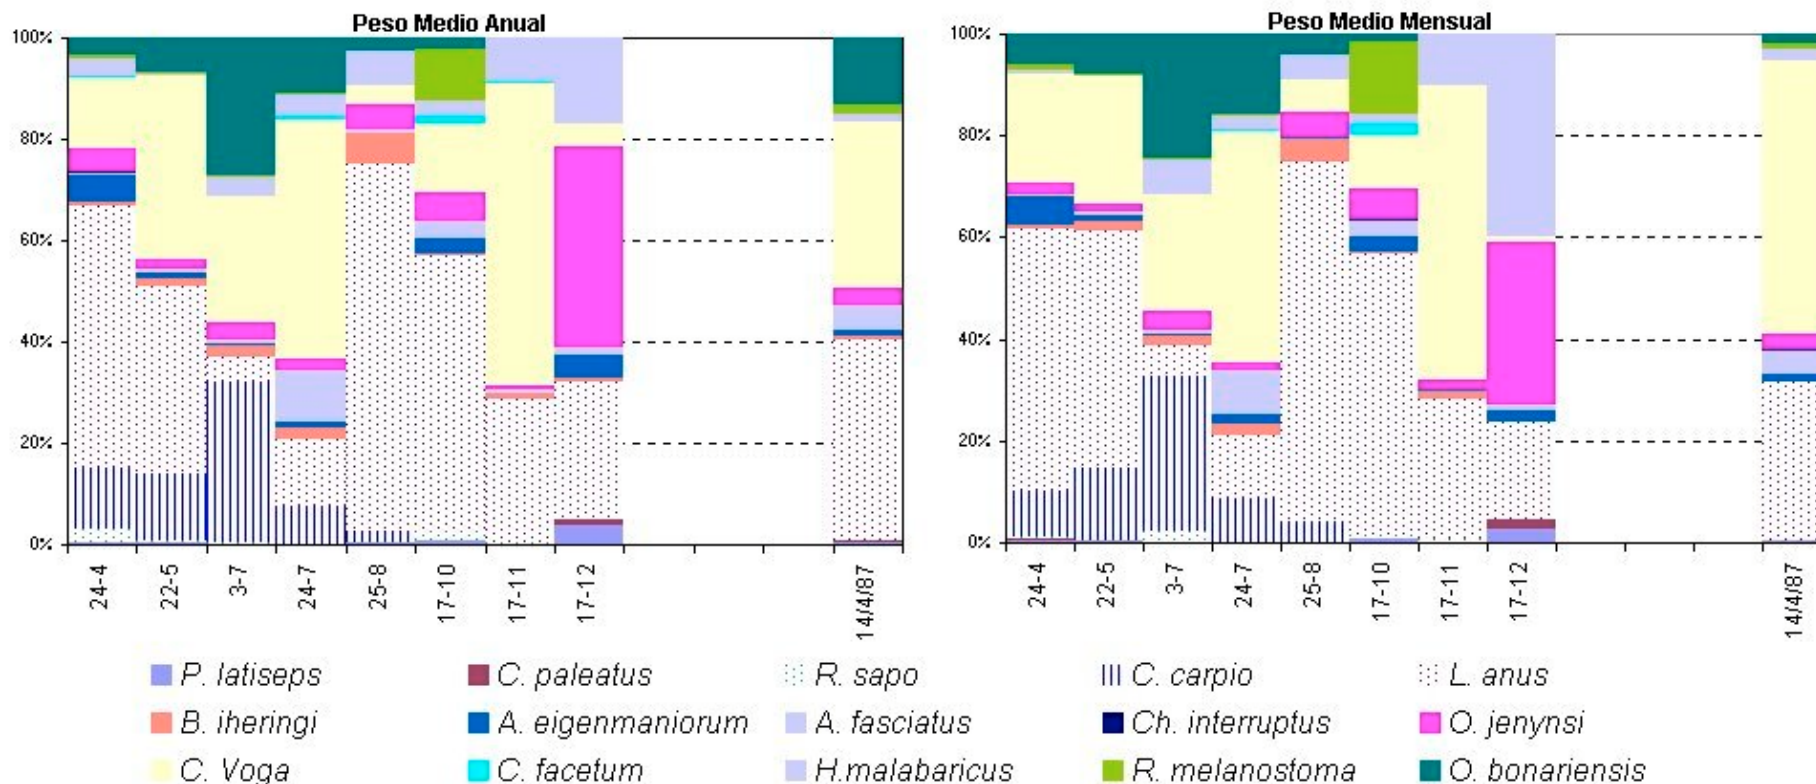 Peso Medio Anual
100%
80%
60%
40%
20%
0%
24-4
22-5
3-7
24-7
25-8
17-10
17-11
17-12
14/4/87
Peso Medio Mensual
100%
80%
60%
40%
20%
0%
24-4
22-5
3-7
24-7
25-8
17-10
17-11
17-12
14/4/87
P. latiseps
C. paleatus
R. sapo
C. carpio
L. anus
B. iheringi
A. eigenmaniorum
A. fasciatus
Ch. interruptus
O. jenynsi
C. Voga
C. facetum
H.malabaricus
R. melanostoma
O. bonariensis